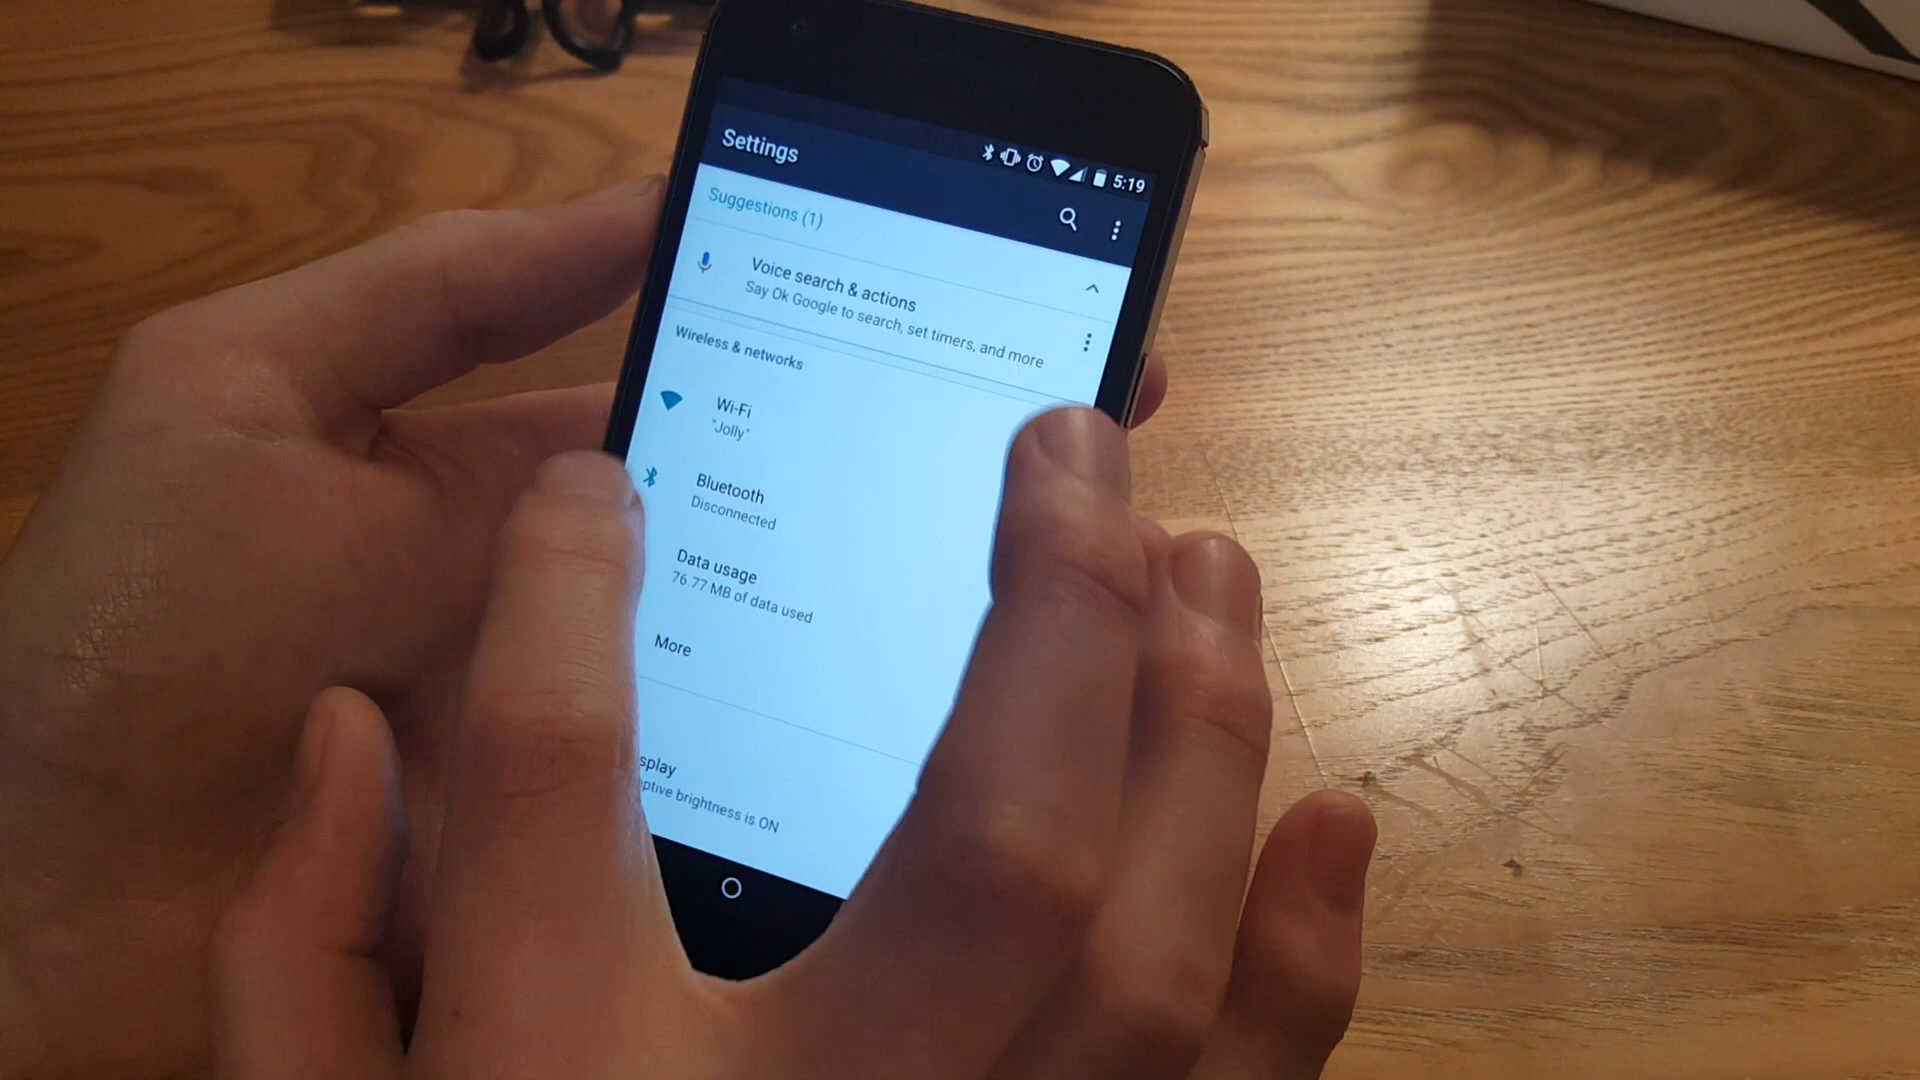 5:19
Settings
Suggestions (1)
Voice search & actions
Say Ok Google to search, set timers, and more
Wireless & networks
Wi-Fi
"Jolly"
Bluetooth
Disconnected
Data usage
76.77 MB of data used
More
splay
ptive brightness is ON